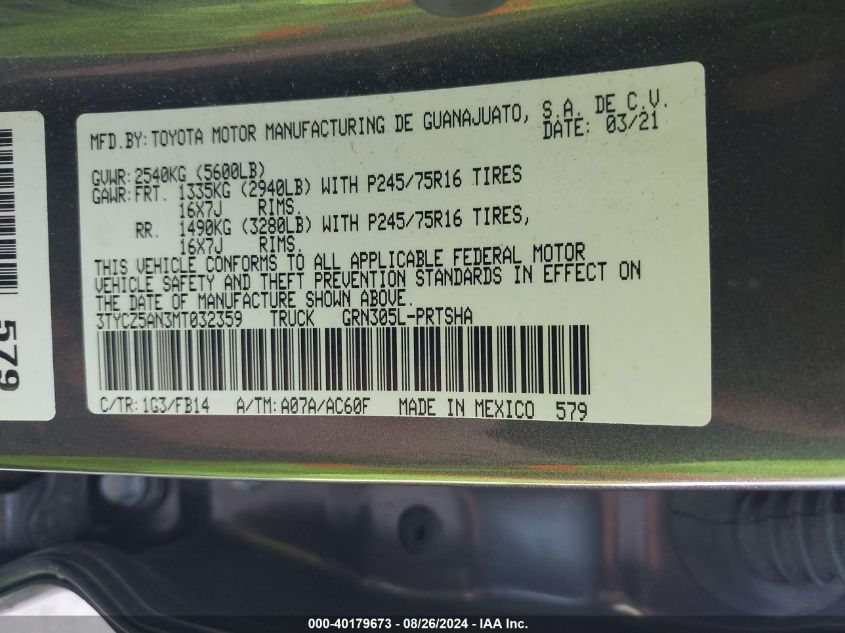 MFD.BY: TOYOTA MOTOR MANUFACTURING DE GUANAJUATO, S.A. DE C.V.
DATE: 03/21
GVWR: 2540KG (5600LB)
GAWR: FRT. 1335KG (2940LB) WITH P245/75R16 TIRES
16X7J RIMS.
RR. 1490KG (3280LB) WITH P245/75R16 TIRES,
16X7J RIMS.
THIS VEHICLE CONFORMS TO ALL APPLICABLE FEDERAL MOTOR
VEHICLE SAFETY AND THEFT PREVENTION STANDARDS IN EFFECT ON
THE DATE OF MANUFACTURE SHOWN ABOVE.
3TYCZ5AN3MT032359 TRUCK GRN305L-PRTSHA
C/TR: 1G3/FB14 A/TM: A07A/AC60F MADE IN MEXICO 579
579
000-40179673 - 08/26/2024 - IAA Inc.